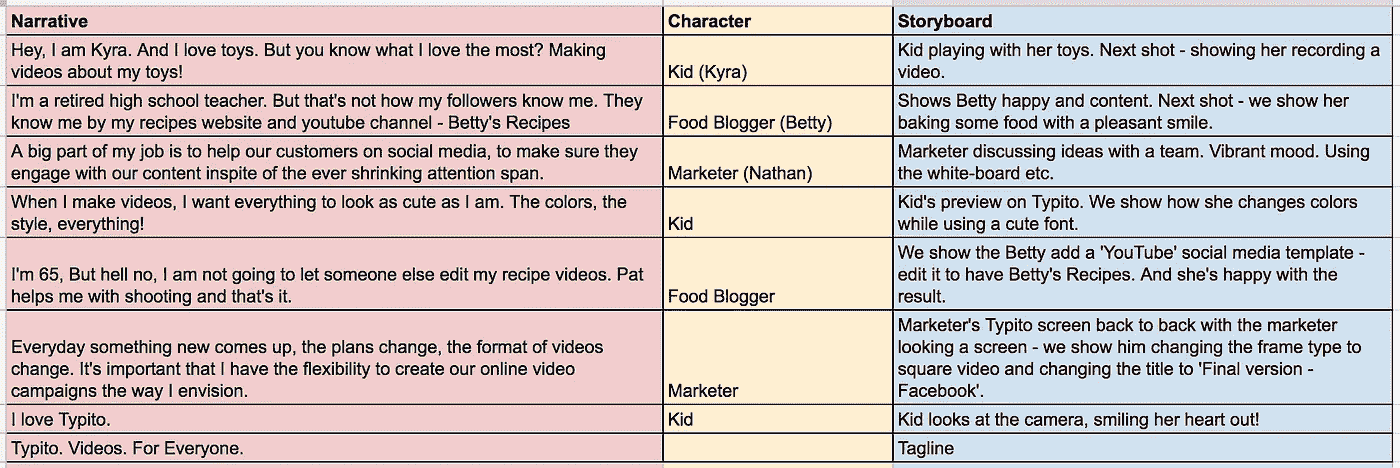 Narrative Character Storyboard
Hey, I am Kyra. And I love toys. But you know what I love the most? Making
videos about my toys!
Kid (Kyra)
Kid playing with her toys. Next shot - showing her recording a
video.
I'm a retired high school teacher. But that's not how my followers know me. They
know me by my recipes website and youtube channel - Betty's Recipes
Food Blogger (Betty)
Shows Betty happy and content. Next shot - we show her
baking some food with a pleasant smile.
A big part of my job is to help our customers on social media, to make sure they
engage with our content inspite of the ever shrinking attention span.
Marketer (Nathan)
Marketer discussing ideas with a team. Vibrant mood. Using
the white-board etc.
When I make videos, I want everything to look as cute as I am. The colors, the
style, everything!
Kid
Kid's preview on Typito. We show how she changes colors
while using a cute font.
I'm 65, But hell no, I am not going to let someone else edit my recipe videos. Pat
helps me with shooting and that's it.
Food Blogger
We show the Betty add a 'YouTube' social media template -
edit it to have Betty's Recipes. And she's happy with the
result.
Everyday something new comes up, the plans change, the format of videos
change. It's important that I have the flexibility to create our online video
campaigns the way I envision.
Marketer
Marketer's Typito screen back to back with the marketer
looking a screen - we show him changing the frame type to
square video and changing the title to 'Final version -
Facebook'.
I love Typito.
Kid
Kid looks at the camera, smiling her heart out!
Typito. Videos. For Everyone.
Tagline